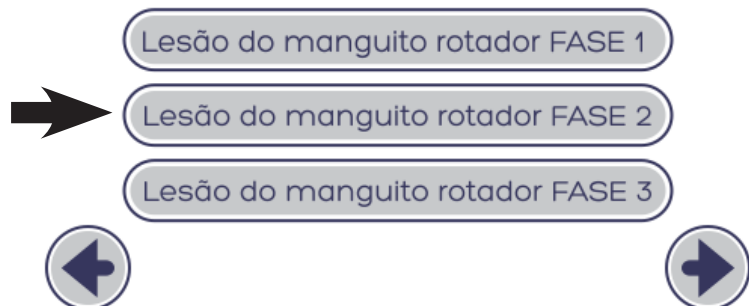 Lesão do manguito rotador FASE 1
Lesão do manguito rotador FASE 2
Lesão do manguito rotador FASE 3